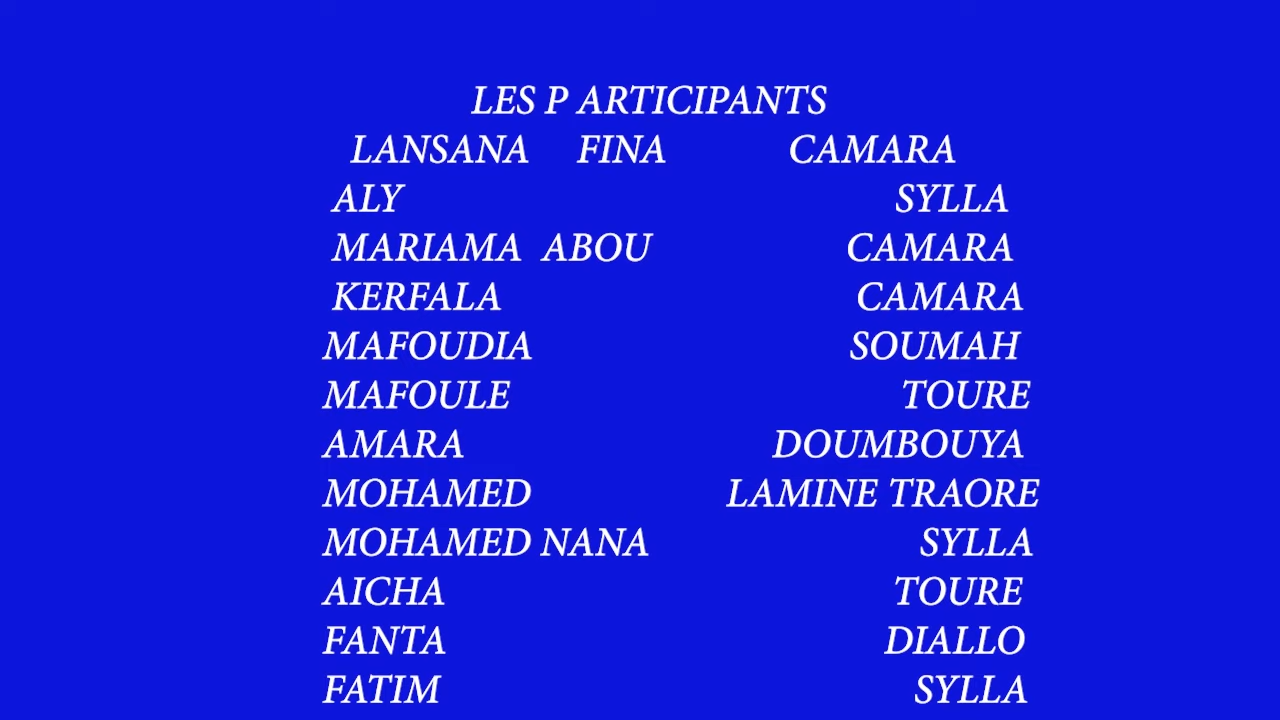 LES P ARTICIPANTS
LANSANA FINA CAMARA
ALY SYLLA
MARIAMA ABOU CAMARA
KERFALA CAMARA
MAFOUDIA SOUMAH
MAFOULE TOURE
AMARA DOUMBOUYA
MOHAMED LAMINE TRAORE
MOHAMED NANA SYLLA
AICHA TOURE
FANTA DIALLO
FATIM SYLLA